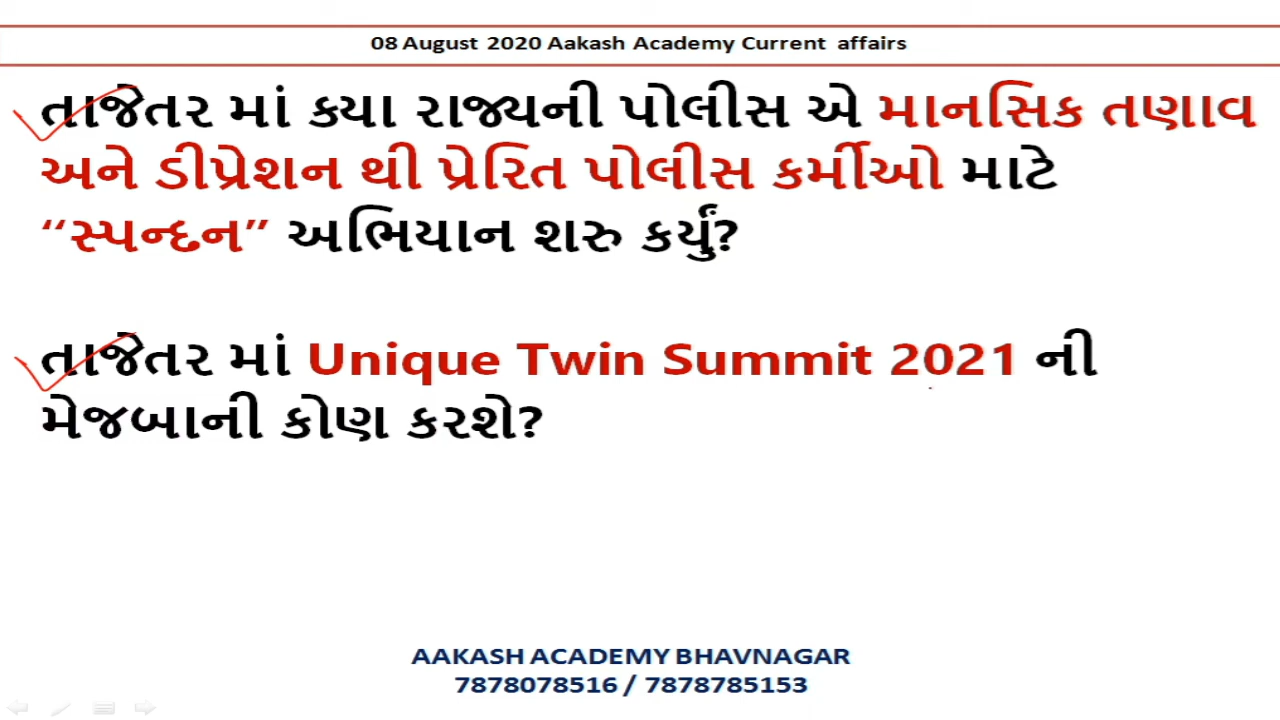 08 August 2020 Aakash Academy Current affairs
તાજેતર માં ક્યા રાજ્યની પોલીસ એ માનસિક તણાવ
અને ડીપ્રેશન થી પ્રેરિત પોલીસ કર્મીઓ માટે
“સ્પન્દન” અભિયાન શરુ કર્યું?
તાજેતર માં Unique Twin Summit 2021 ની
મેજબાની કોણ કરશે?
AAKASH ACADEMY BHAVNAGAR
7878078516 / 7878785153